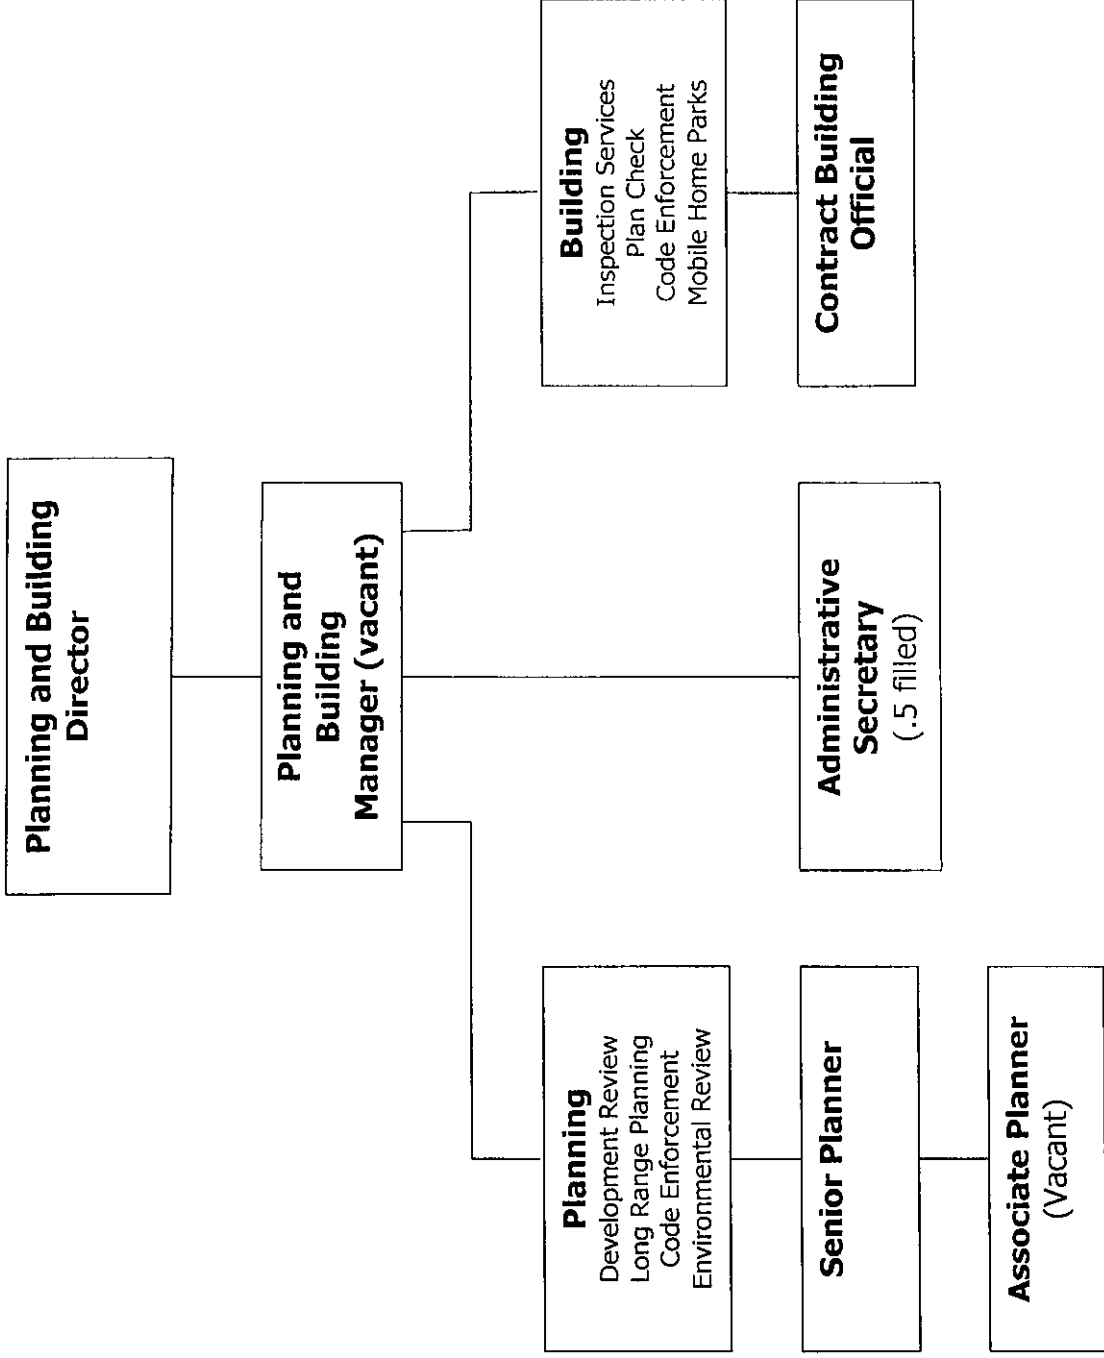 Planning and Building
Director
Planning and
Building
Manager (vacant)
Planning
Development Review
Long Range Planning
Code Enforcement
Environmental Review
Building
Inspection Services
Plan Check
Code Enforcement
Mobile Home Parks
Senior Planner
Administrative
Secretary
(.5 filled)
Contract Building
Official
Associate Planner
(Vacant)